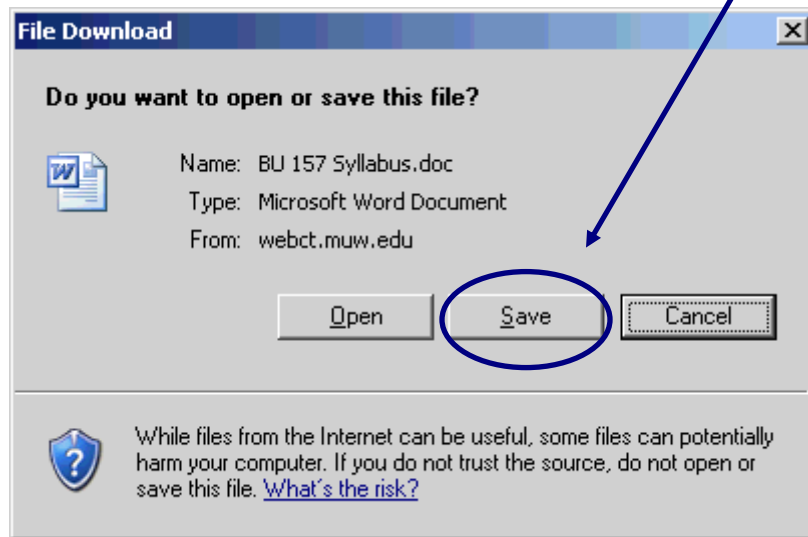 File Download
Do you want to open or save this file?
Name: BU 157 Syllabus.doc
Type: Microsoft Word Document
From: webct.muw.edu
Open Save Cancel
While files from the Internet can be useful, some files can potentially
harm your computer. If you do not trust the source, do not open or
save this file. What's the risk?